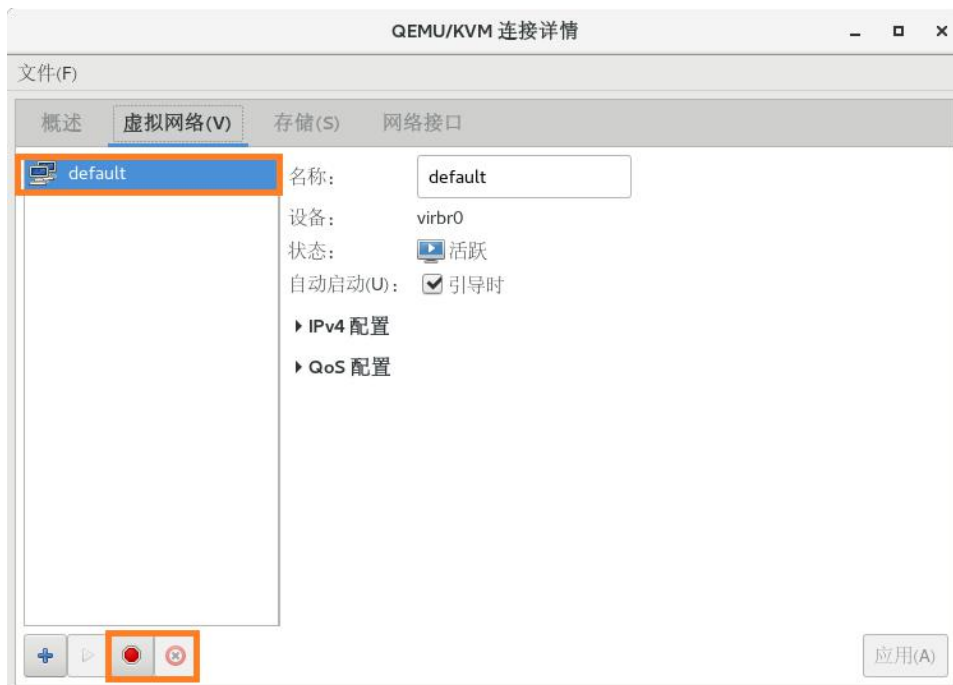 QEMU/KVM 连接详情
文件(F)
概述 虚拟网络(V) 存储(S) 网络接口
default
名称: default
设备: virbr0
状态: 活跃
自动启动(U): 引导时
IPv4 配置
QoS 配置
应用(A)